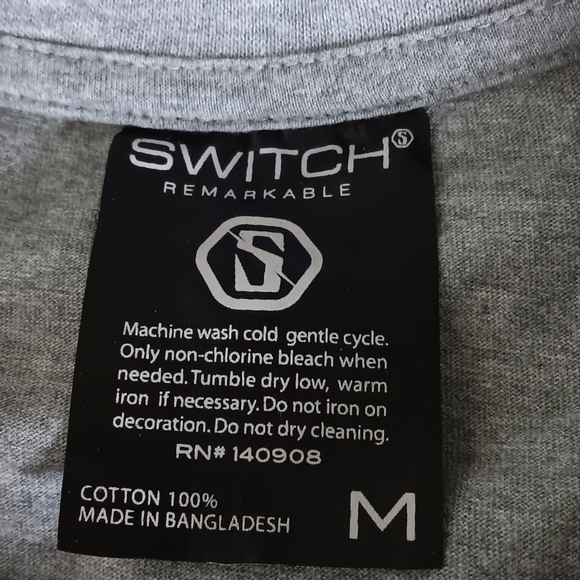 SWITCH
REMARKABLE
S
Machine wash cold gentle cycle.
Only non-chlorine bleach when
needed. Tumble dry low, warm
iron if necessary. Do not iron on
decoration. Do not dry cleaning.
RN# 140908
COTTON 100%
MADE IN BANGLADESH
M